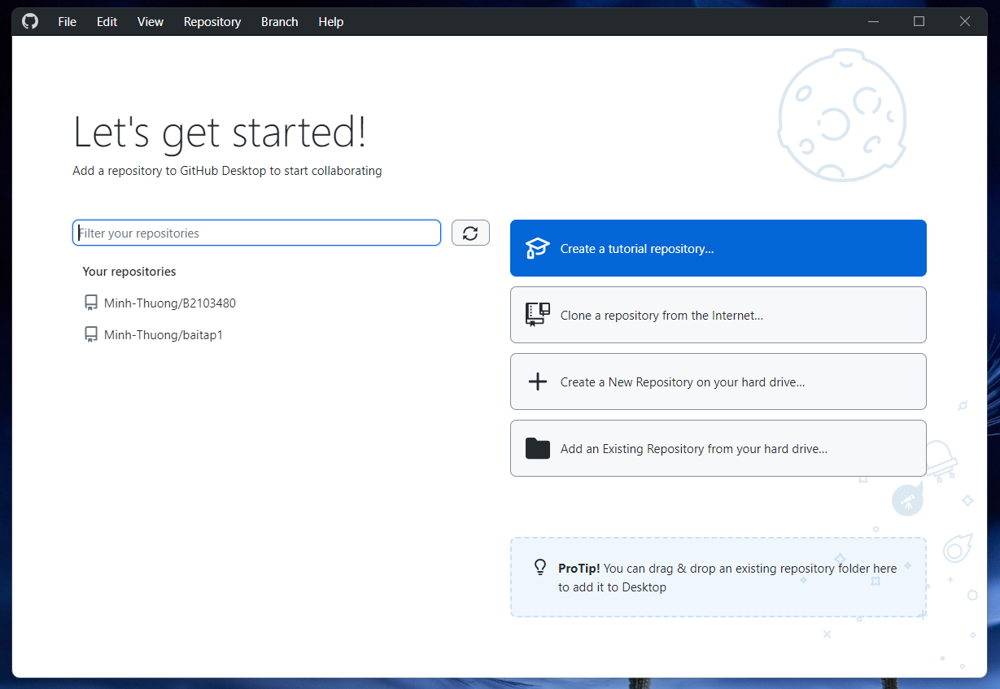 File Edit View Repository Branch Help
Let's get started!
Add a repository to GitHub Desktop to start collaborating
Filter your repositories
Your repositories
Minh-Thuong/B2103480
Minh-Thuong/baitap1
Create a tutorial repository...
Clone a repository from the Internet...
Create a New Repository on your hard drive...
Add an Existing Repository from your hard drive...
ProTip! You can drag & drop an existing repository folder here
to add it to Desktop